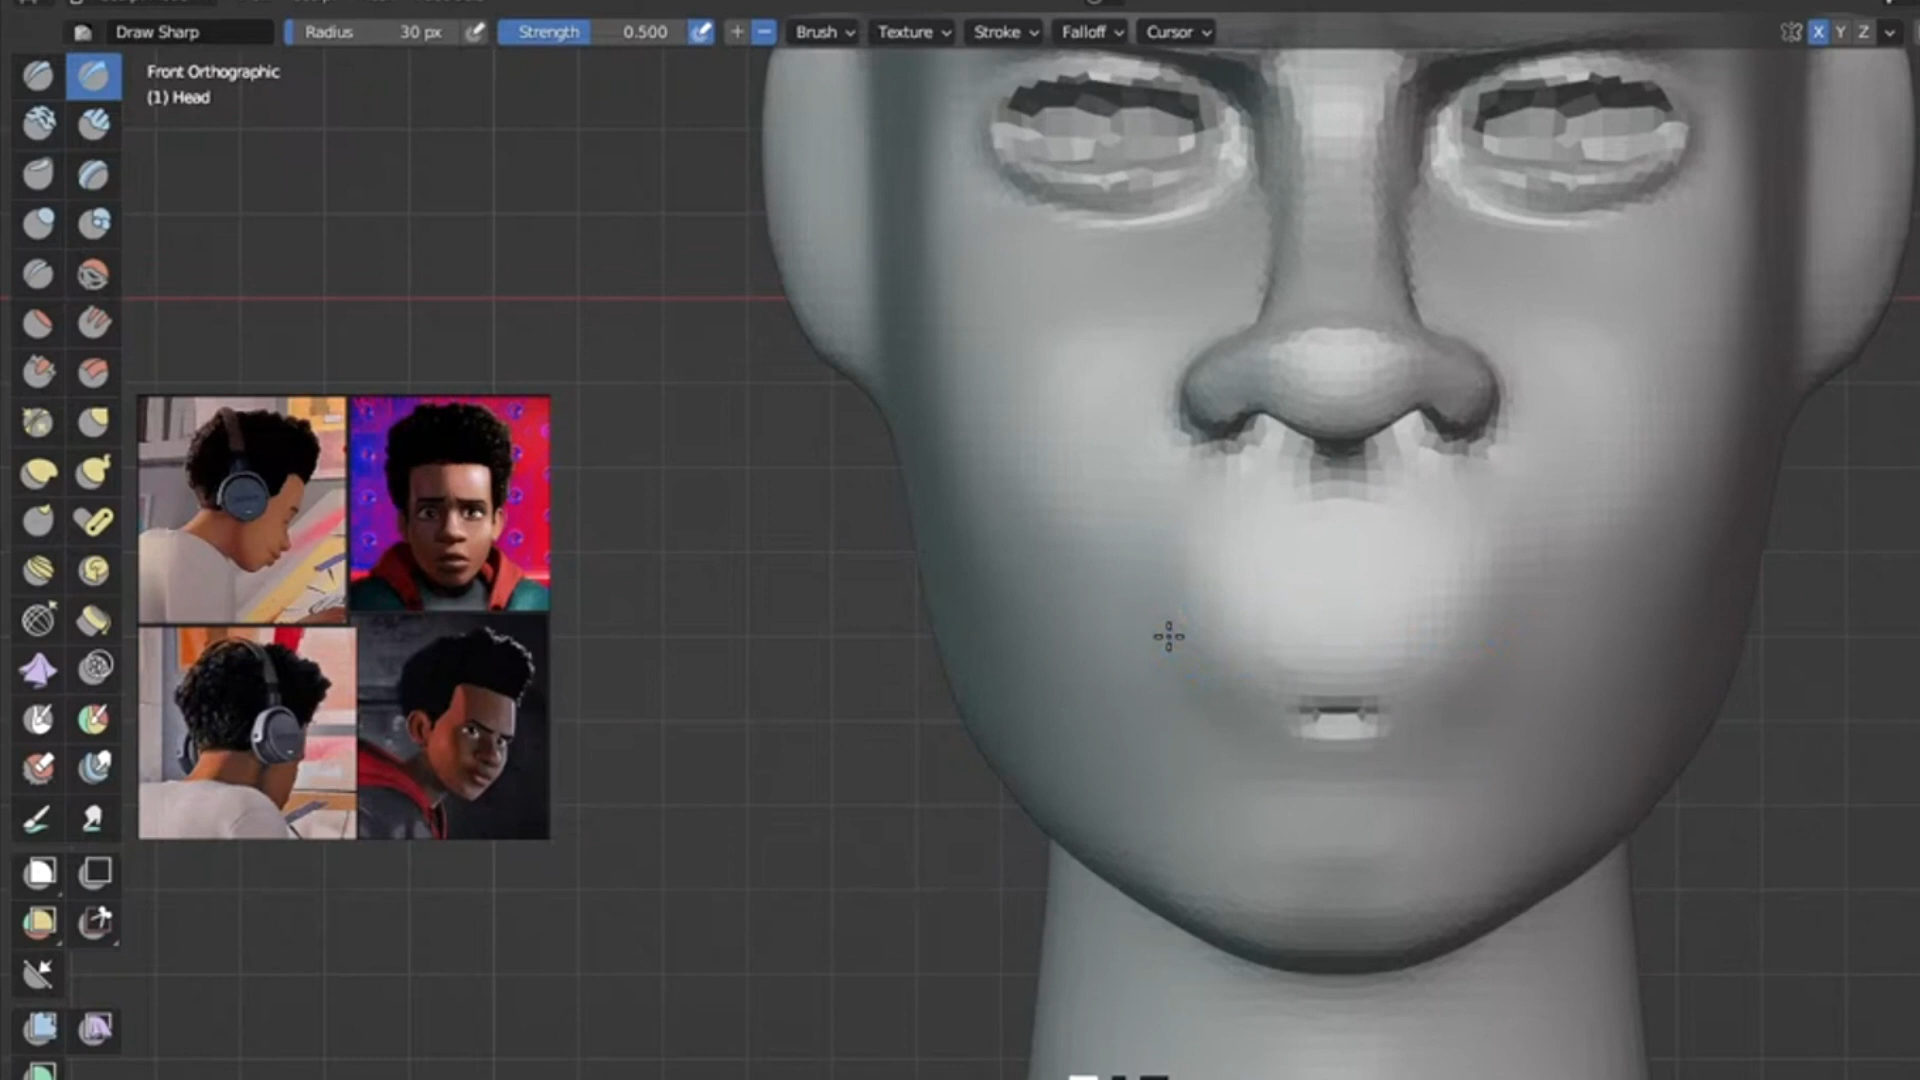 Draw Sharp Radius 30 px Strength 0.500 + − Brush Texture Stroke Falloff Cursor X Y Z
Front Orthographic
(1) Head